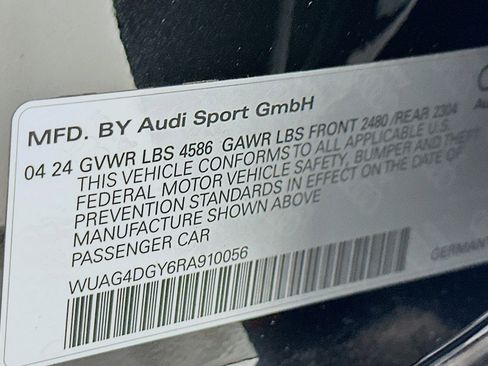 MFD. BY Audi Sport GmbH
04 24 GVWR LBS 4586 GAWR LBS FRONT 2480 / REAR 2304
THIS VEHICLE CONFORMS TO ALL APPLICABLE U.S.
FEDERAL MOTOR VEHICLE SAFETY, BUMPER AND THEFT
PREVENTION STANDARDS IN EFFECT ON THE DATE OF
MANUFACTURE SHOWN ABOVE
PASSENGER CAR
WUAG4DGY6RA910056
GERMAN